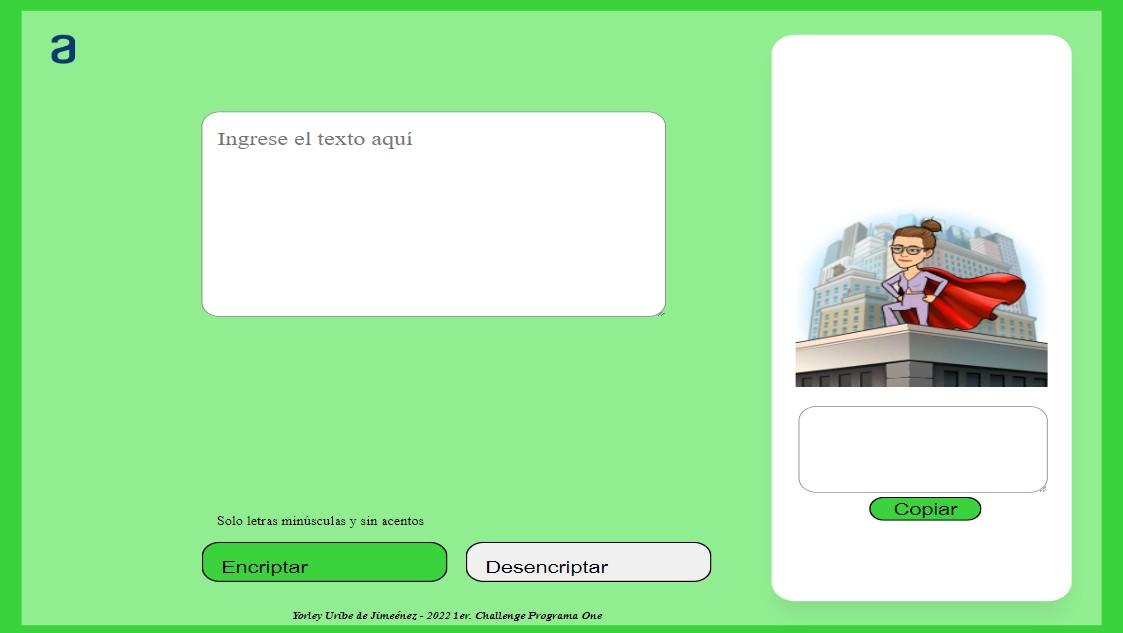 a
Ingrese el texto aquí
Solo letras minúsculas y sin acentos
Encriptar
Desencriptar
Copiar
Yorley Uribe de Jimeénez - 2022 1er. Challenge Programa One